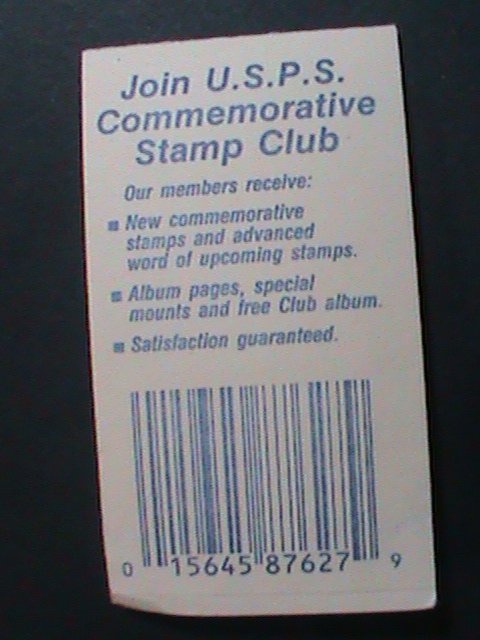 Join U.S.P.S.
Commemorative
Stamp Club
Our members receive:
■ New commemorative
stamps and advanced
word of upcoming stamps.
■ Album pages, special
mounts and free Club album.
■ Satisfaction guaranteed.
0 15645 87627 9